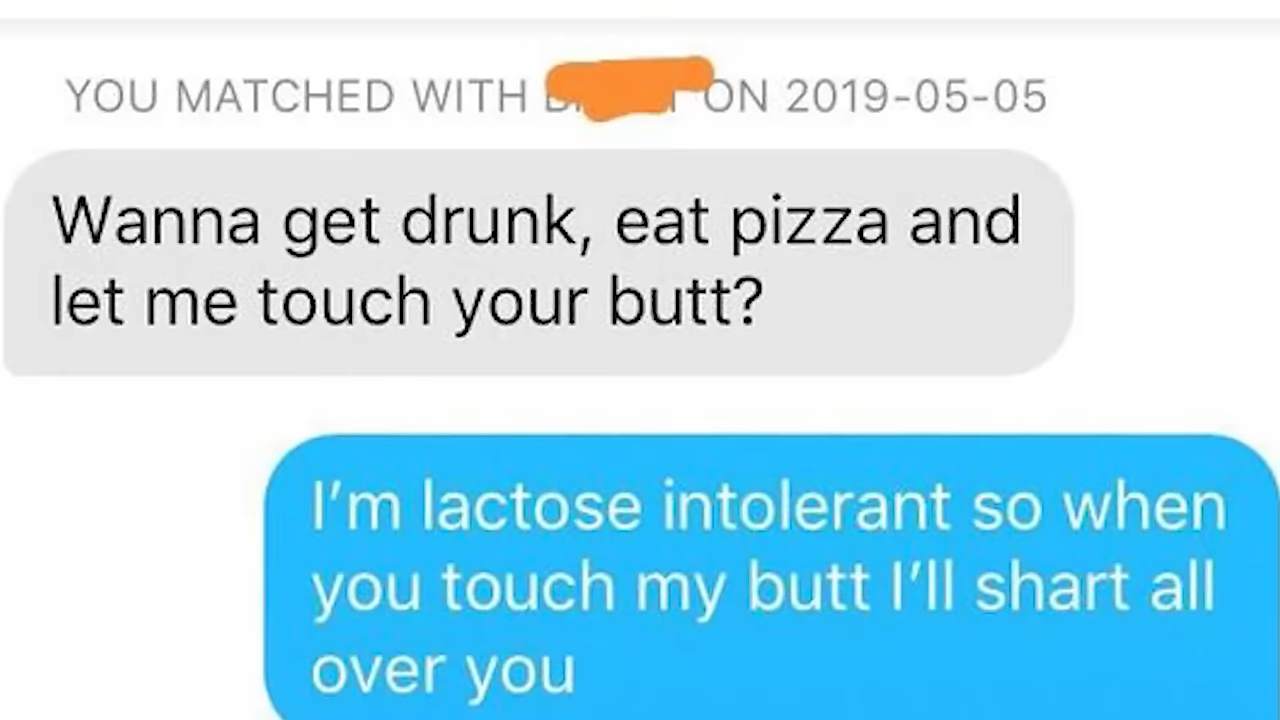 YOU MATCHED WITH ON 2019-05-05
Wanna get drunk, eat pizza and
let me touch your butt?
I'm lactose intolerant so when
you touch my butt I'll shart all
over you